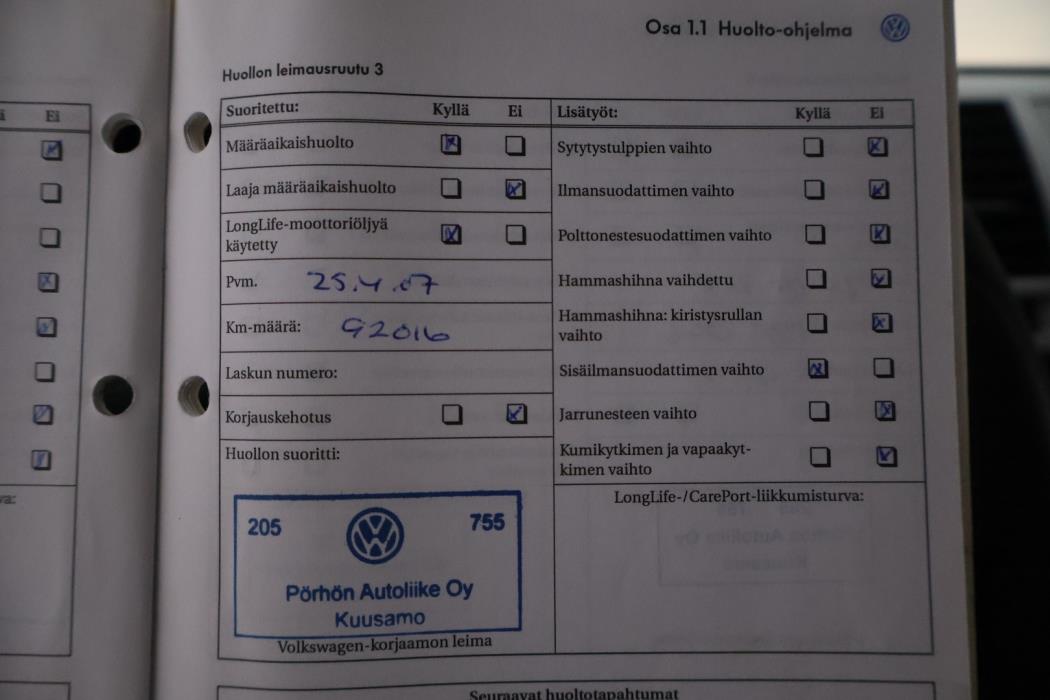 Osa 1.1 Huolto-ohjelma
Huollon leimausruutu 3
Ei
Suoritettu: Kyllä Ei
Määräaikaishuolto
Laaja määräaikaishuolto
LongLife-moottoriöljyä
käytetty
Pvm. 25.4.07
Km-määrä: 92016
Laskun numero:
Korjauskehotus
Huollon suoritti:
205 755
Pörhön Autoliike Oy
Kuusamo
Volkswagen-korjaamon leima
Lisätyöt: Kyllä Ei
Sytytystulppien vaihto
Ilmansuodattimen vaihto
Polttonestesuodattimen vaihto
Hammashihna vaihdettu
Hammashihna: kiristysrullan
vaihto
Sisäilmansuodattimen vaihto
Jarrunesteen vaihto
Kumikytkimen ja vapaakyt-
kimen vaihto
LongLife-/CarePort-liikkumisturva:
Seuraavat huoltotapahtumat